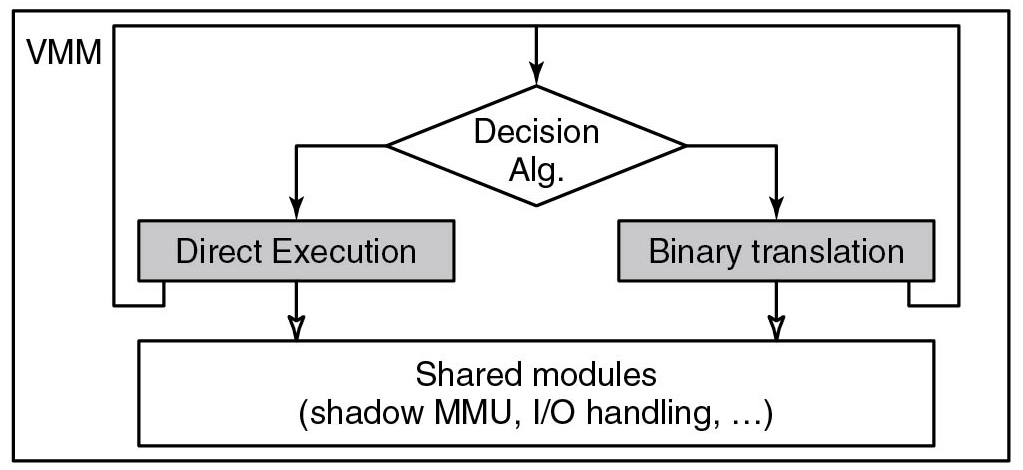 VMM
Decision
Alg.
Direct Execution
Binary translation
Shared modules
(shadow MMU, I/O handling, …)